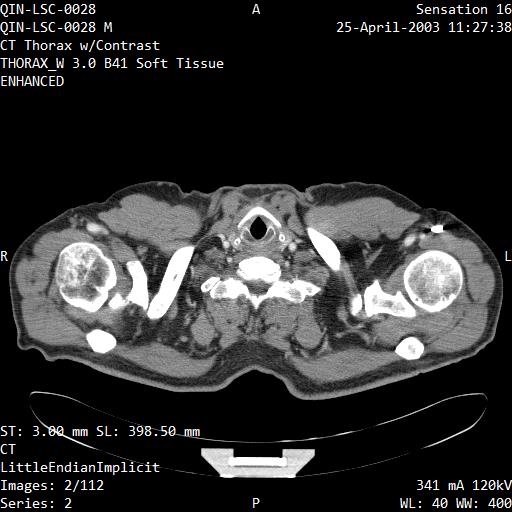 QIN-LSC-0028
A
Sensation 16
QIN-LSC-0028 M
25-April-2003 11:27:38
CT Thorax w/Contrast
THORAX_W 3.0 B41 Soft Tissue
ENHANCED
R
L
ST: 3.00 mm SL: 398.50 mm
CT
LittleEndianImplicit
Images: 2/112
341 mA 120kV
Series: 2
P
WL: 40 WW: 400